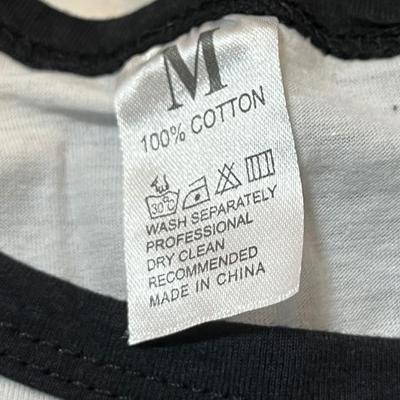 M
100% COTTON
30°C
WASH SEPARATELY
PROFESSIONAL
DRY CLEAN
RECOMMENDED
MADE IN CHINA